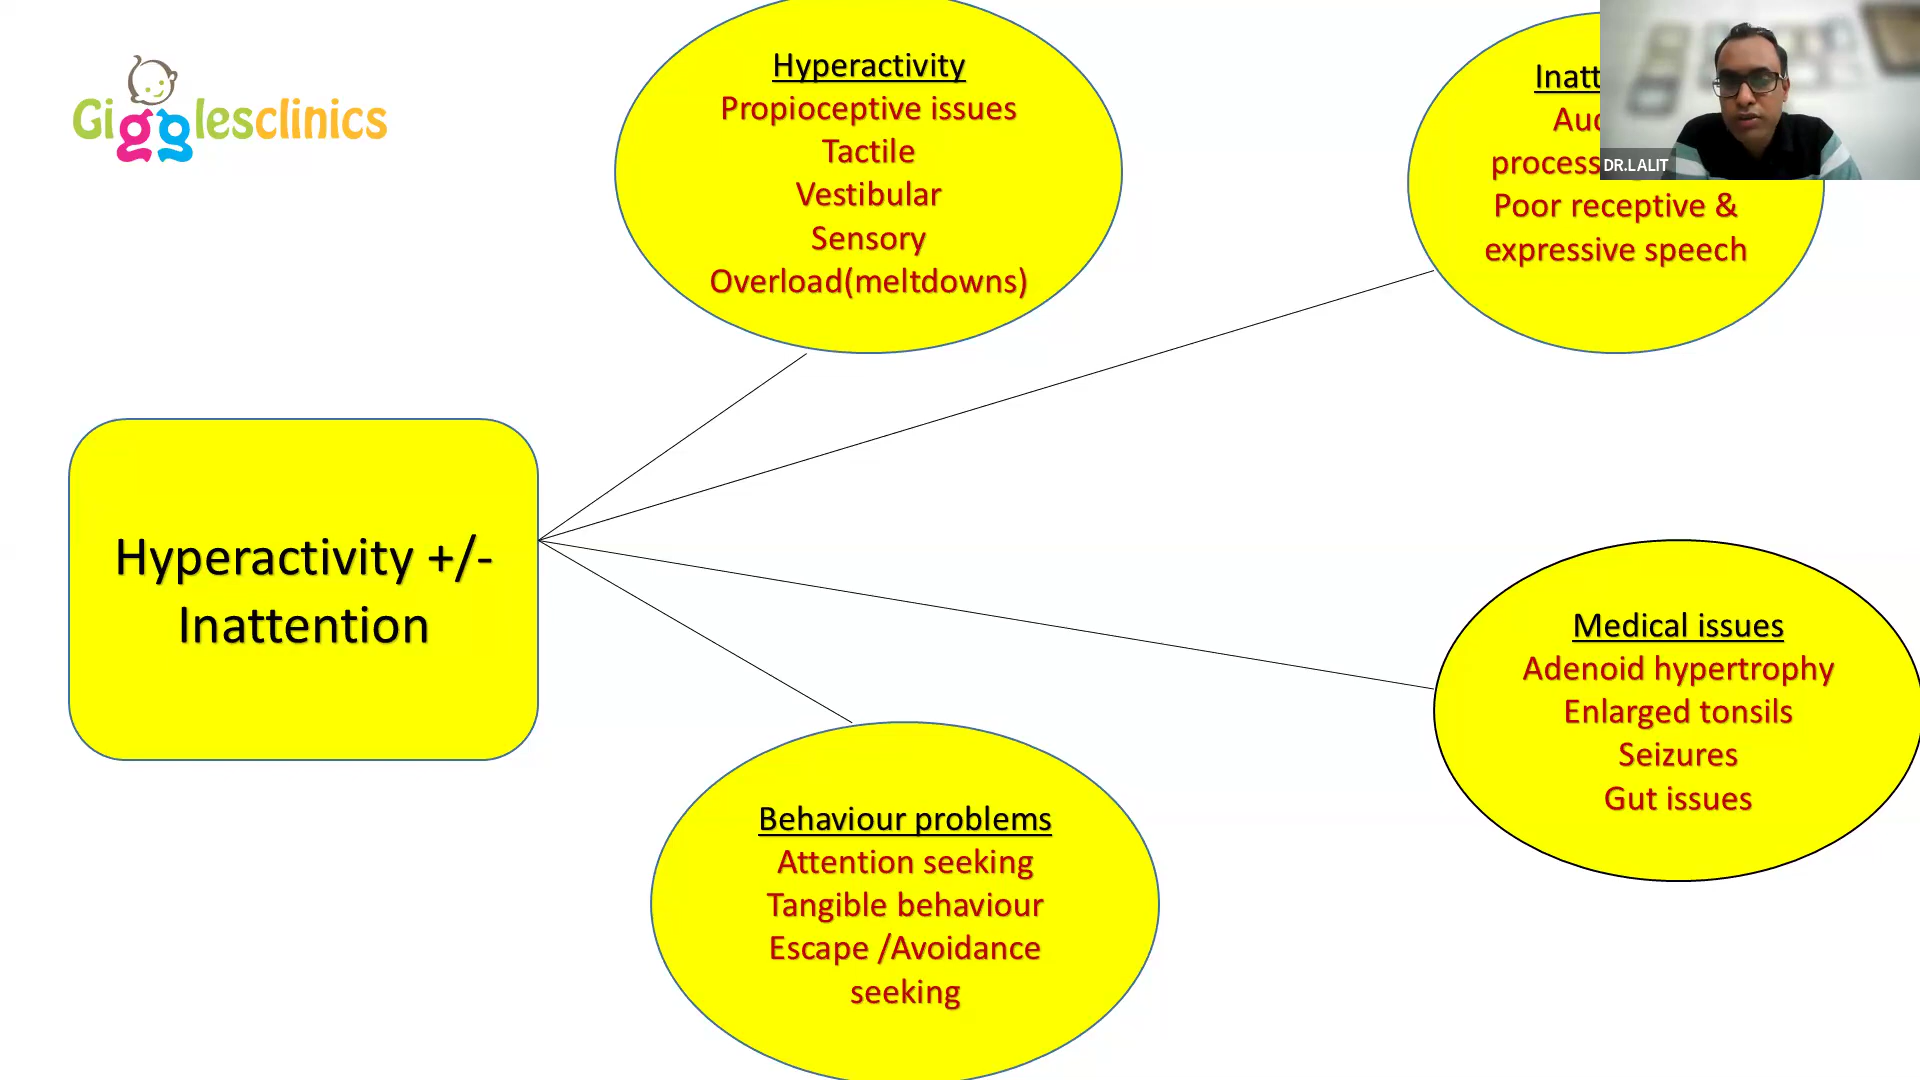 Gigglesclinics
Hyperactivity
Propioceptive issues
Tactile
Vestibular
Sensory
Overload(meltdowns)
Poor receptive &
expressive speech
DR.LALIT
Hyperactivity +/-
Inattention
Medical issues
Adenoid hypertrophy
Enlarged tonsils
Seizures
Gut issues
Behaviour problems
Attention seeking
Tangible behaviour
Escape /Avoidance
seeking